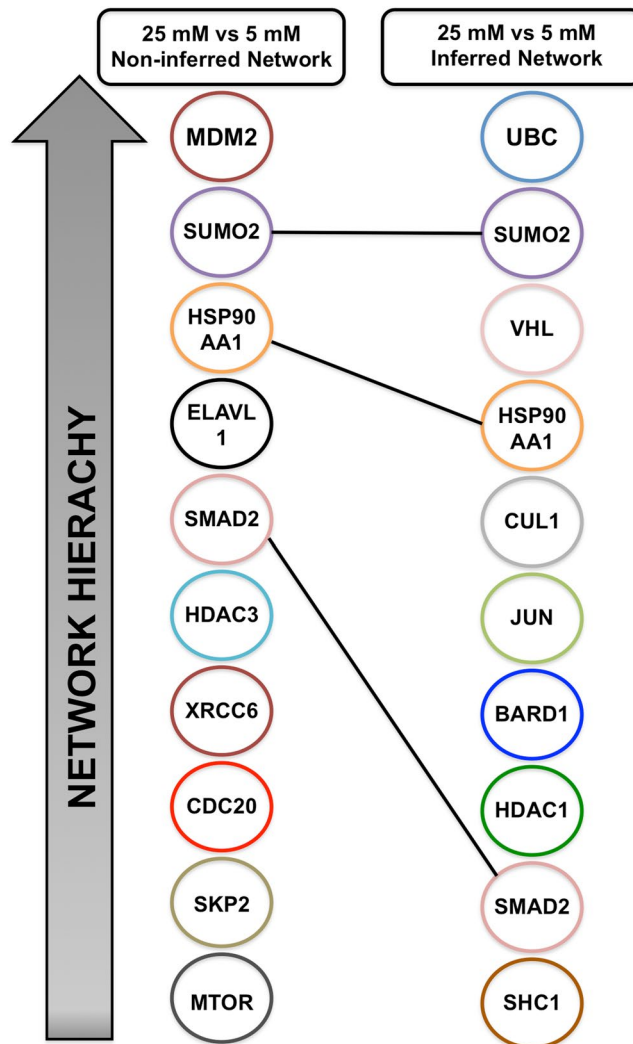 25 mM vs 5 mM
Non-inferred Network
25 mM vs 5 mM
Inferred Network
NETWORK HIERACHY
MDM2
SUMO2
HSP90
AA1
ELAVL
1
SMAD2
HDAC3
XRCC6
CDC20
SKP2
MTOR
UBC
SUMO2
VHL
HSP90
AA1
CUL1
JUN
BARD1
HDAC1
SMAD2
SHC1